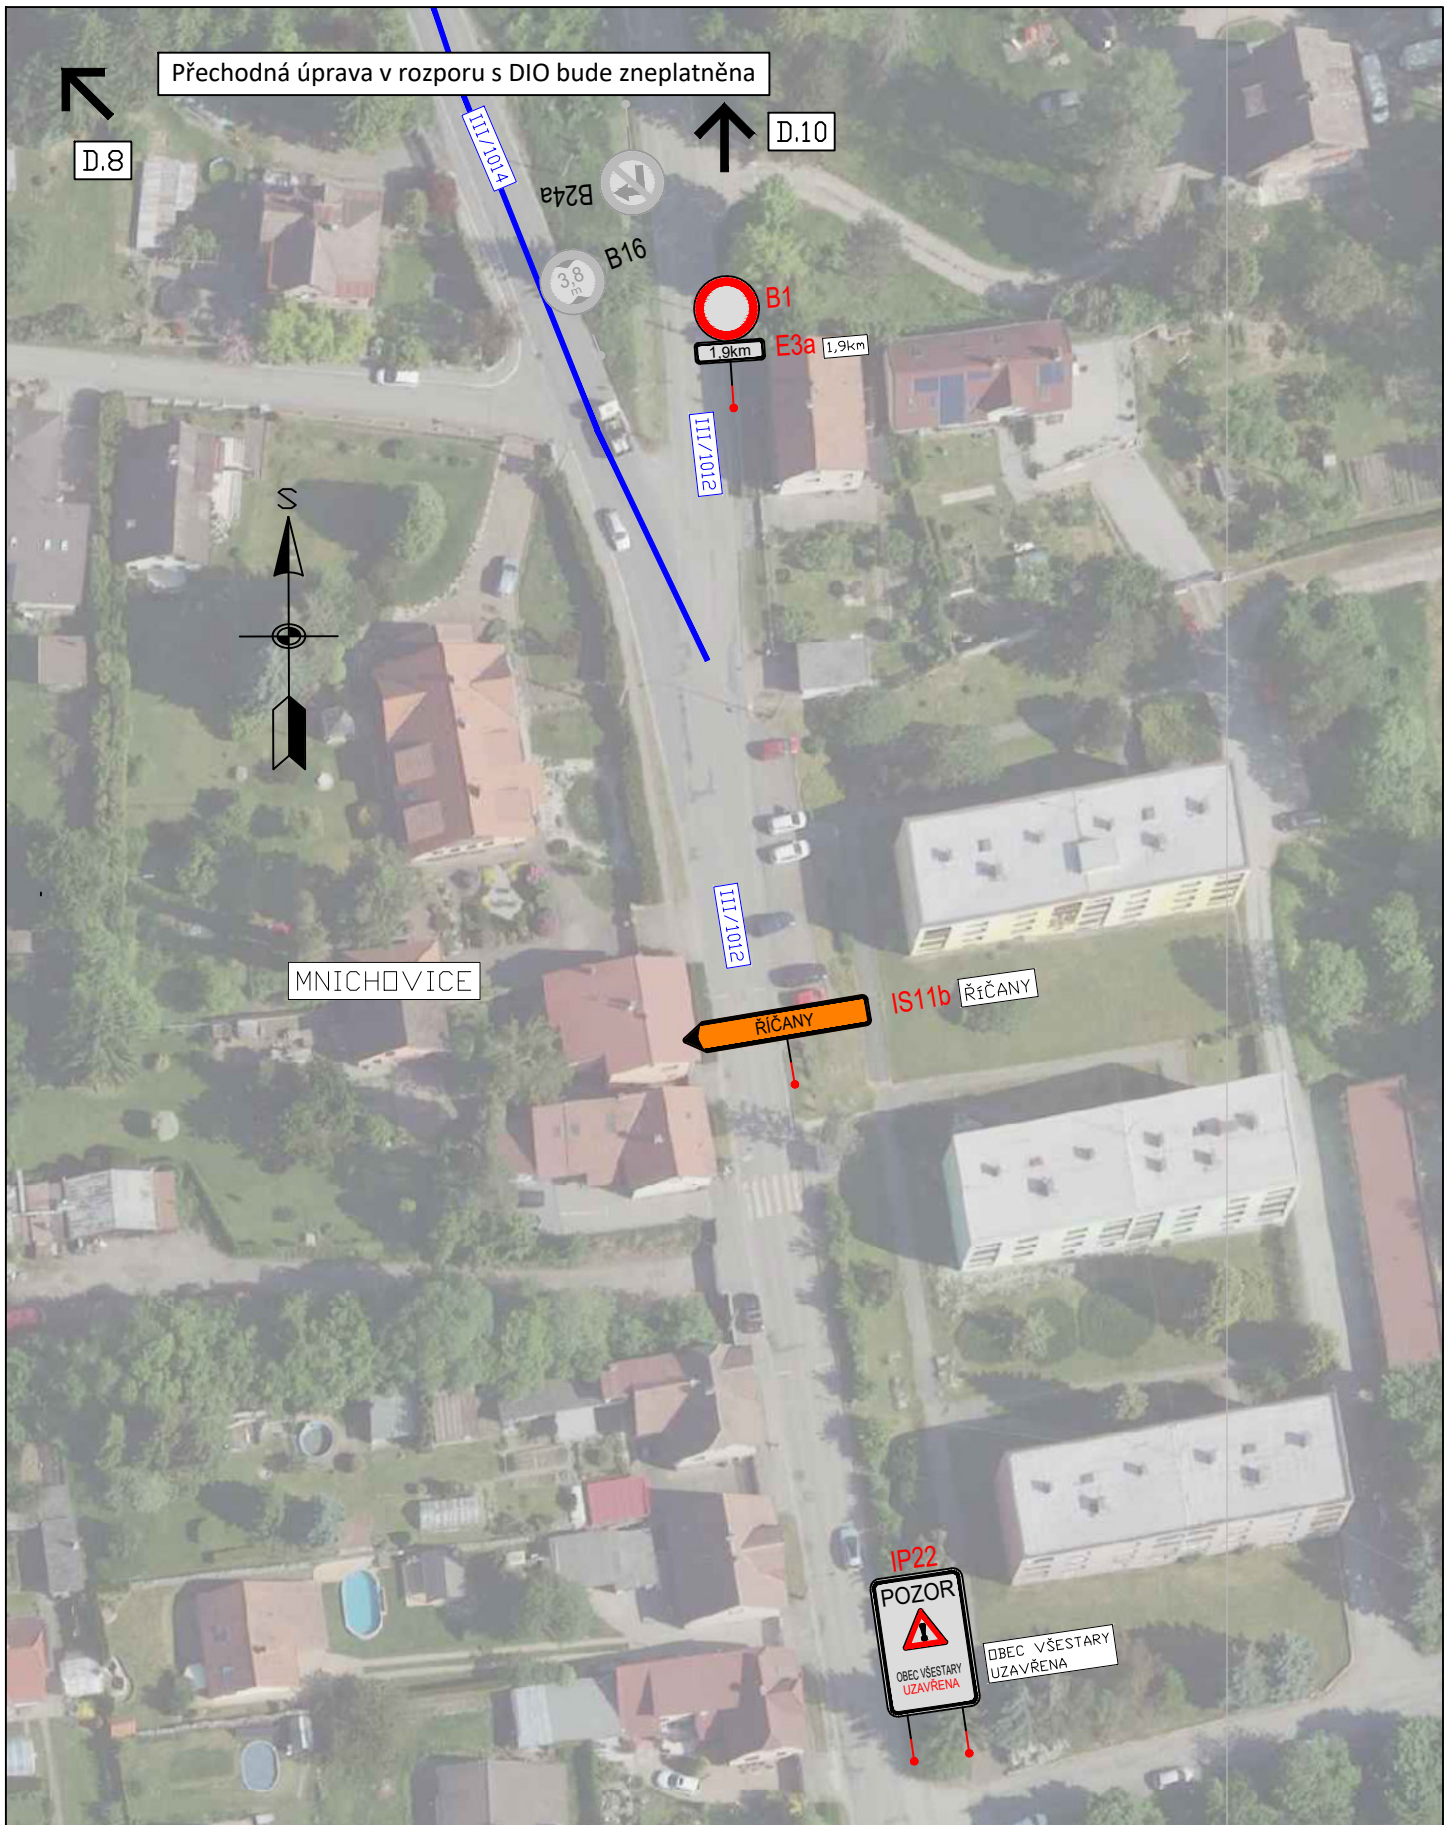 Přechodná úprava v rozporu s DIO bude zneplatněna
D.8
D.10
III/1014
B24a
B16
3,8
m
B1
1,9km
E3a
1,9km
III/1012
S
III/1012
MNICHOVICE
ŘÍČANY
IS11b
ŘÍČANY
IP22
POZOR
OBEC VŠESTARY
UZAVŘENA
OBEC VŠESTARY
UZAVŘENA